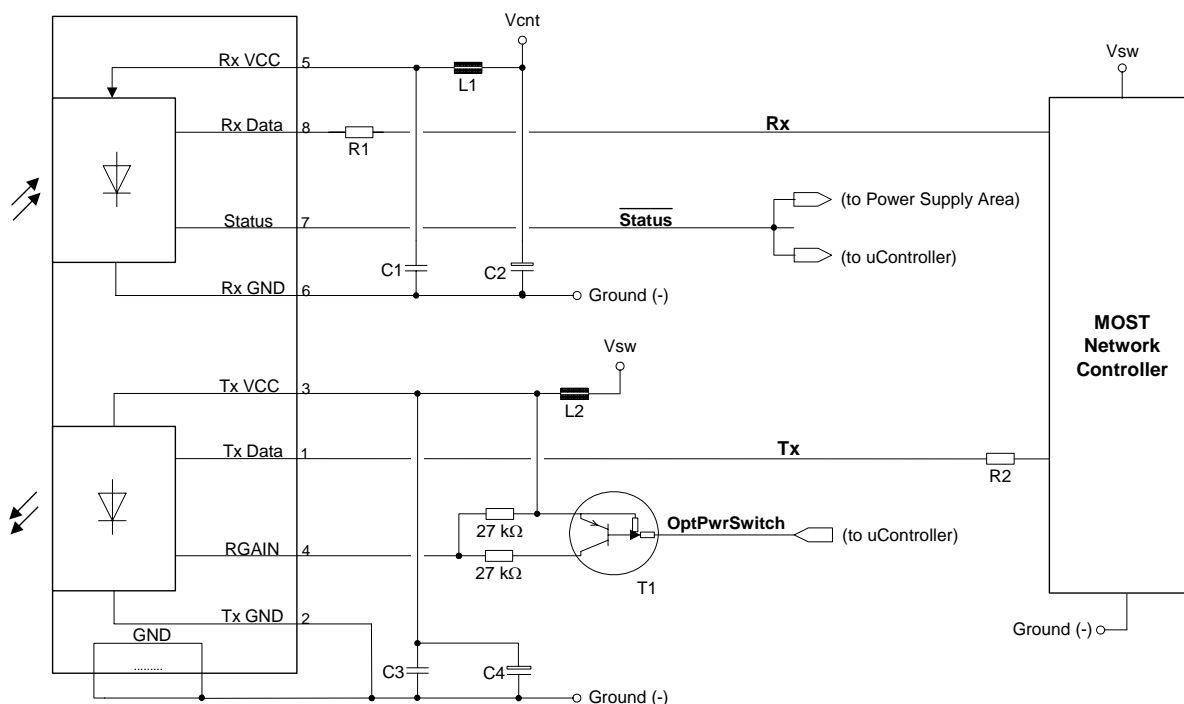 Vcnt
Vsw
Rx VCC 5
L1
Rx Data 8
R1
Rx
Status 7
Status
(to Power Supply Area)
(to uController)
C1
C2
Rx GND 6
Ground (-)
MOST
Network
Controller
Vsw
Tx VCC 3
L2
Tx Data 1
Tx
R2
27 kΩ
OptPwrSwitch
(to uController)
RGAIN 4
27 kΩ
T1
Tx GND 2
GND
.........
Ground (-)
C3
C4
Ground (-)